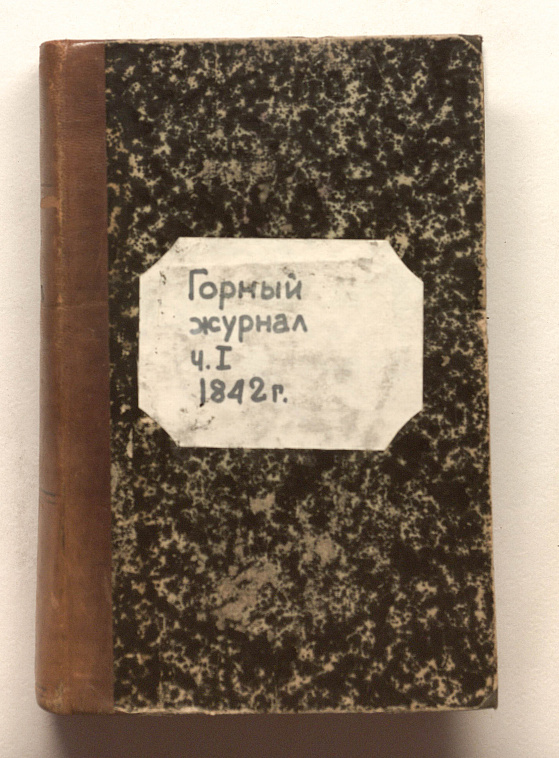 Горный
журнал
ч.I
1842г.